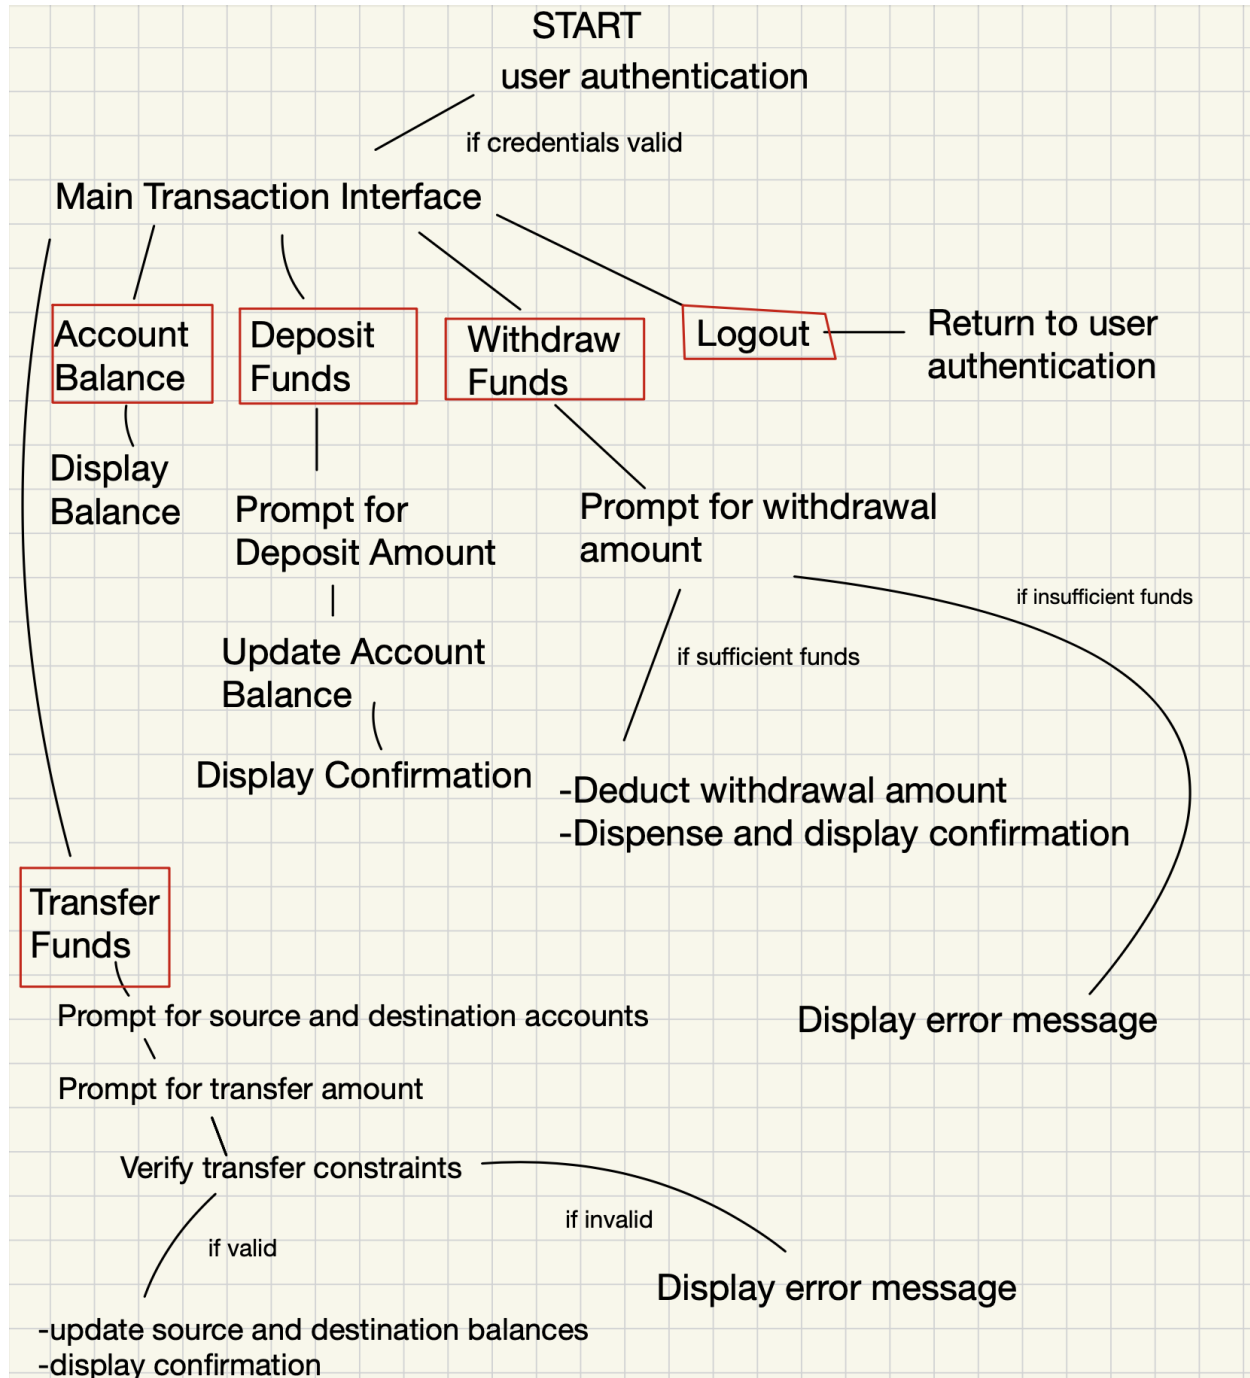 START
user authentication
if credentials valid
Main Transaction Interface
Account
Balance
Deposit
Funds
Withdraw
Funds
Logout
Return to user
authentication
Display
Balance
Prompt for
Deposit Amount
Prompt for withdrawal
amount
if insufficient funds
if sufficient funds
Update Account
Balance
Display Confirmation
-Deduct withdrawal amount
-Dispense and display confirmation
Transfer
Funds
Prompt for source and destination accounts
Display error message
Prompt for transfer amount
Verify transfer constraints
if invalid
if valid
Display error message
-update source and destination balances
-display confirmation